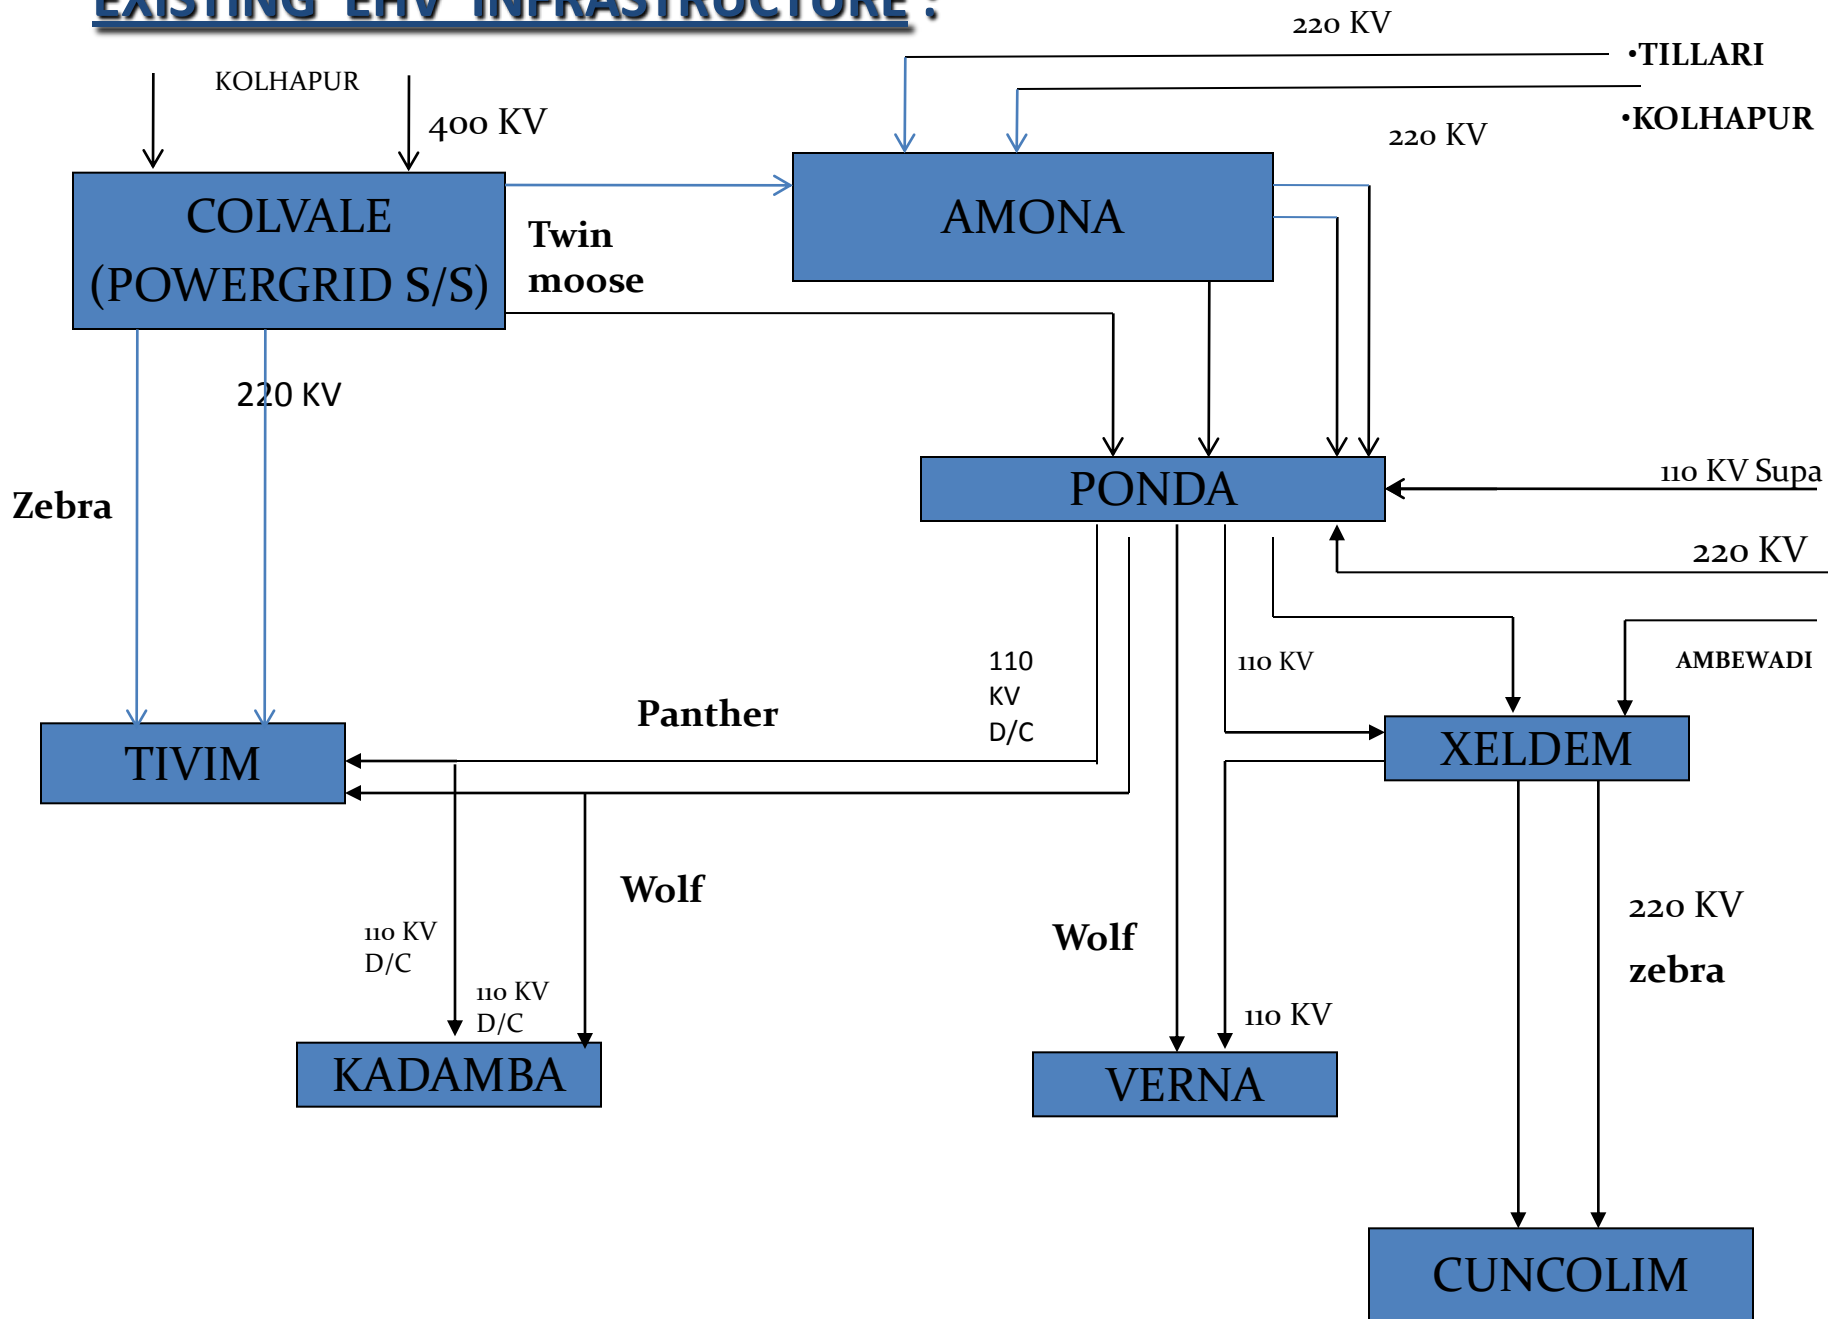 EXISTING EHV INFRASTRUCTURE :
220 KV
•TILLARI
KOLHAPUR
400 KV
•KOLHAPUR
220 KV
COLVALE
(POWERGRID S/S)
AMONA
Twin
moose
220 KV
PONDA
110 KV Supa
Zebra
220 KV
110
KV
D/C
110 KV
AMBEWADI
Panther
TIVIM
XELDEM
Wolf
220 KV
zebra
110 KV
D/C
Wolf
110 KV
D/C
110 KV
KADAMBA
VERNA
CUNCOLIM